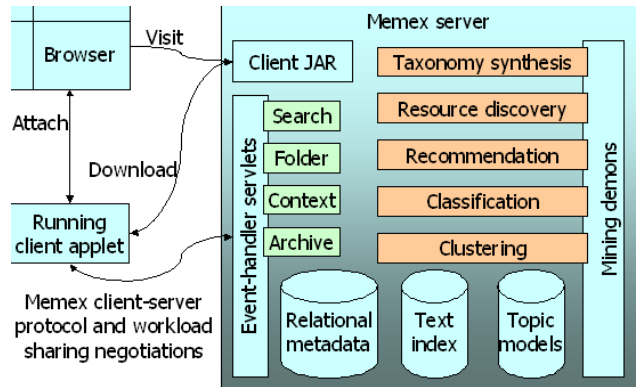 Memex server
Browser
Visit
Client JAR
Taxonomy synthesis
Attach
Search
Resource discovery
Download
Folder
Recommendation
Event-handler servlets
Context
Classification
Mining demons
Running
client applet
Archive
Clustering
Memex client-server
protocol and workload
sharing negotiations
Relational
metadata
Text
index
Topic
models